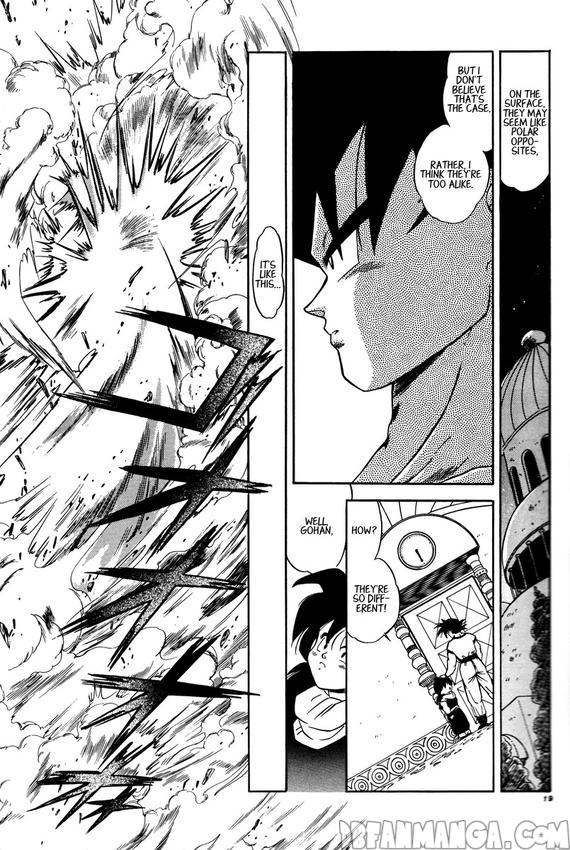 ON THE
SURFACE,
THEY MAY
SEEM LIKE
POLAR
OPPO-
SITES,
BUT I
DON'T
BELIEVE
THAT'S
THE CASE.
RATHER, I
THINK THEY'RE
TOO ALIKE.
HOW?
THEY'RE
SO DIFF-
ERENT!
WELL
GOHAN,
IT'S
LIKE
THIS...
DBFANMANGA.COM